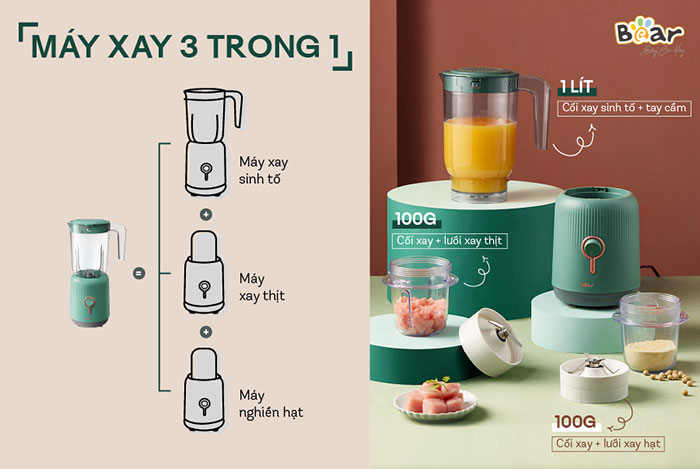 MÁY XAY 3 TRONG 1
Máy xay
sinh tố
+
=
Máy
xay thịt
+
Máy
nghiền hạt
Bear
1 LÍT
Cối xay sinh tố + tay cầm
100G
Cối xay + lưỡi xay thịt
Bear
100G
Cối xay + lưỡi xay hạt